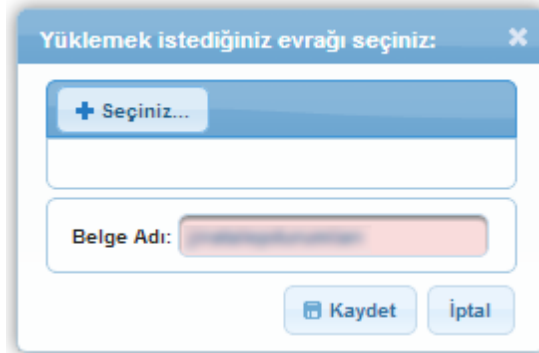 Yüklemek istediğiniz evrağı seçiniz:
Seçiniz...
Belge Adı:
Kaydet İptal